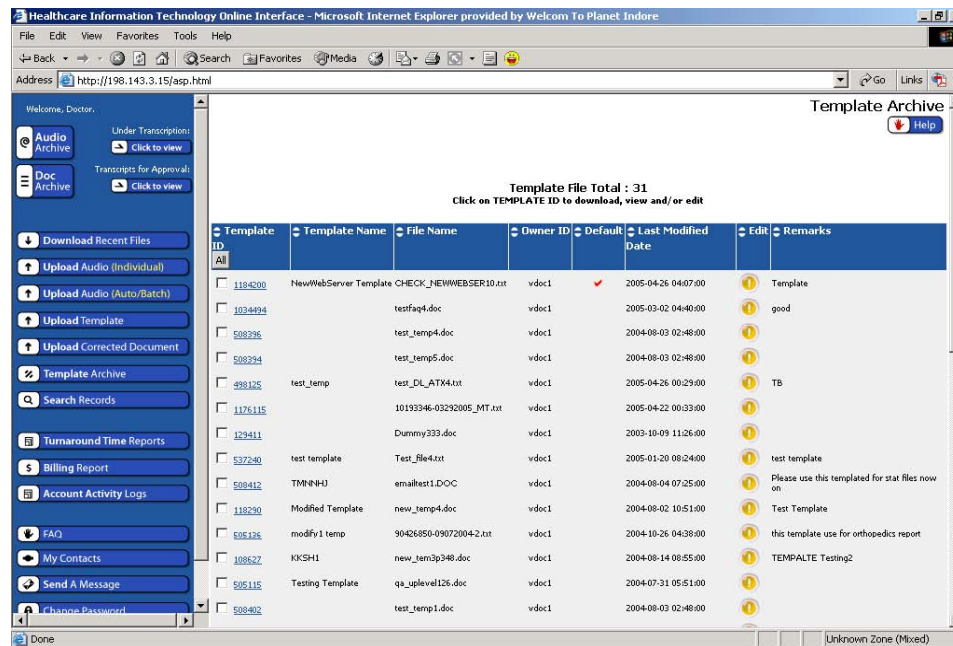 Healthcare Information Technology Online Interface - Microsoft Internet Explorer provided by Welcom To Planet Indore
File Edit View Favorites Tools Help
Back Search Favorites Media
Address http://198.143.3.15/asp.html Go Links
Welcome, Doctor.
Audio Archive
Under Transcription:
Click to view
Doc Archive
Transcripts for Approval:
Click to view
Download Recent Files
Upload Audio (Individual)
Upload Audio (Auto/Batch)
Upload Template
Upload Corrected Document
Template Archive
Search Records
Turnaround Time Reports
Billing Report
Account Activity Logs
FAQ
My Contacts
Send A Message
Change Password
Template Archive
Help
Template File Total : 31
Click on TEMPLATE ID to download, view and/or edit
Template ID Template Name File Name Owner ID Default Last Modified Date Edit Remarks
All
1184200 NewWebServer Template CHECK_NEWWEBSER10.txt vdoc1 2005-04-26 04:07:00 Template
1034494 testfaq4.doc vdoc1 2005-03-02 04:40:00 good
508396 test_temp4.doc vdoc1 2004-08-03 02:48:00
508394 test_temp5.doc vdoc1 2004-08-03 02:48:00
498125 test_temp test_DL_ATX4.txt vdoc1 2005-04-26 00:29:00 TB
1176115 10193346-03292005_MT.txt vdoc1 2005-04-22 00:33:00
129411 Dummy333.doc vdoc1 2003-10-09 11:26:00
537240 test template Test_file4.txt vdoc1 2005-01-20 08:24:00 test template
508412 TMNNHJ emailtest1.DOC vdoc1 2004-08-04 07:25:00 Please use this templated for stat files now on
118290 Modified Template new_temp4.doc vdoc1 2004-08-02 10:51:00 Test Template
505136 modify1 temp 90426850-09072004-2.txt vdoc1 2004-10-26 04:38:00 this template use for orthopedics report
108627 KKSH1 new_tem3p348.doc vdoc1 2004-08-14 08:55:00 TEMPALTE Testing2
505115 Testing Template qa_uplevel126.doc vdoc1 2004-07-31 05:51:00
508402 test_temp1.doc vdoc1 2004-08-03 02:48:00
Done
Unknown Zone (Mixed)